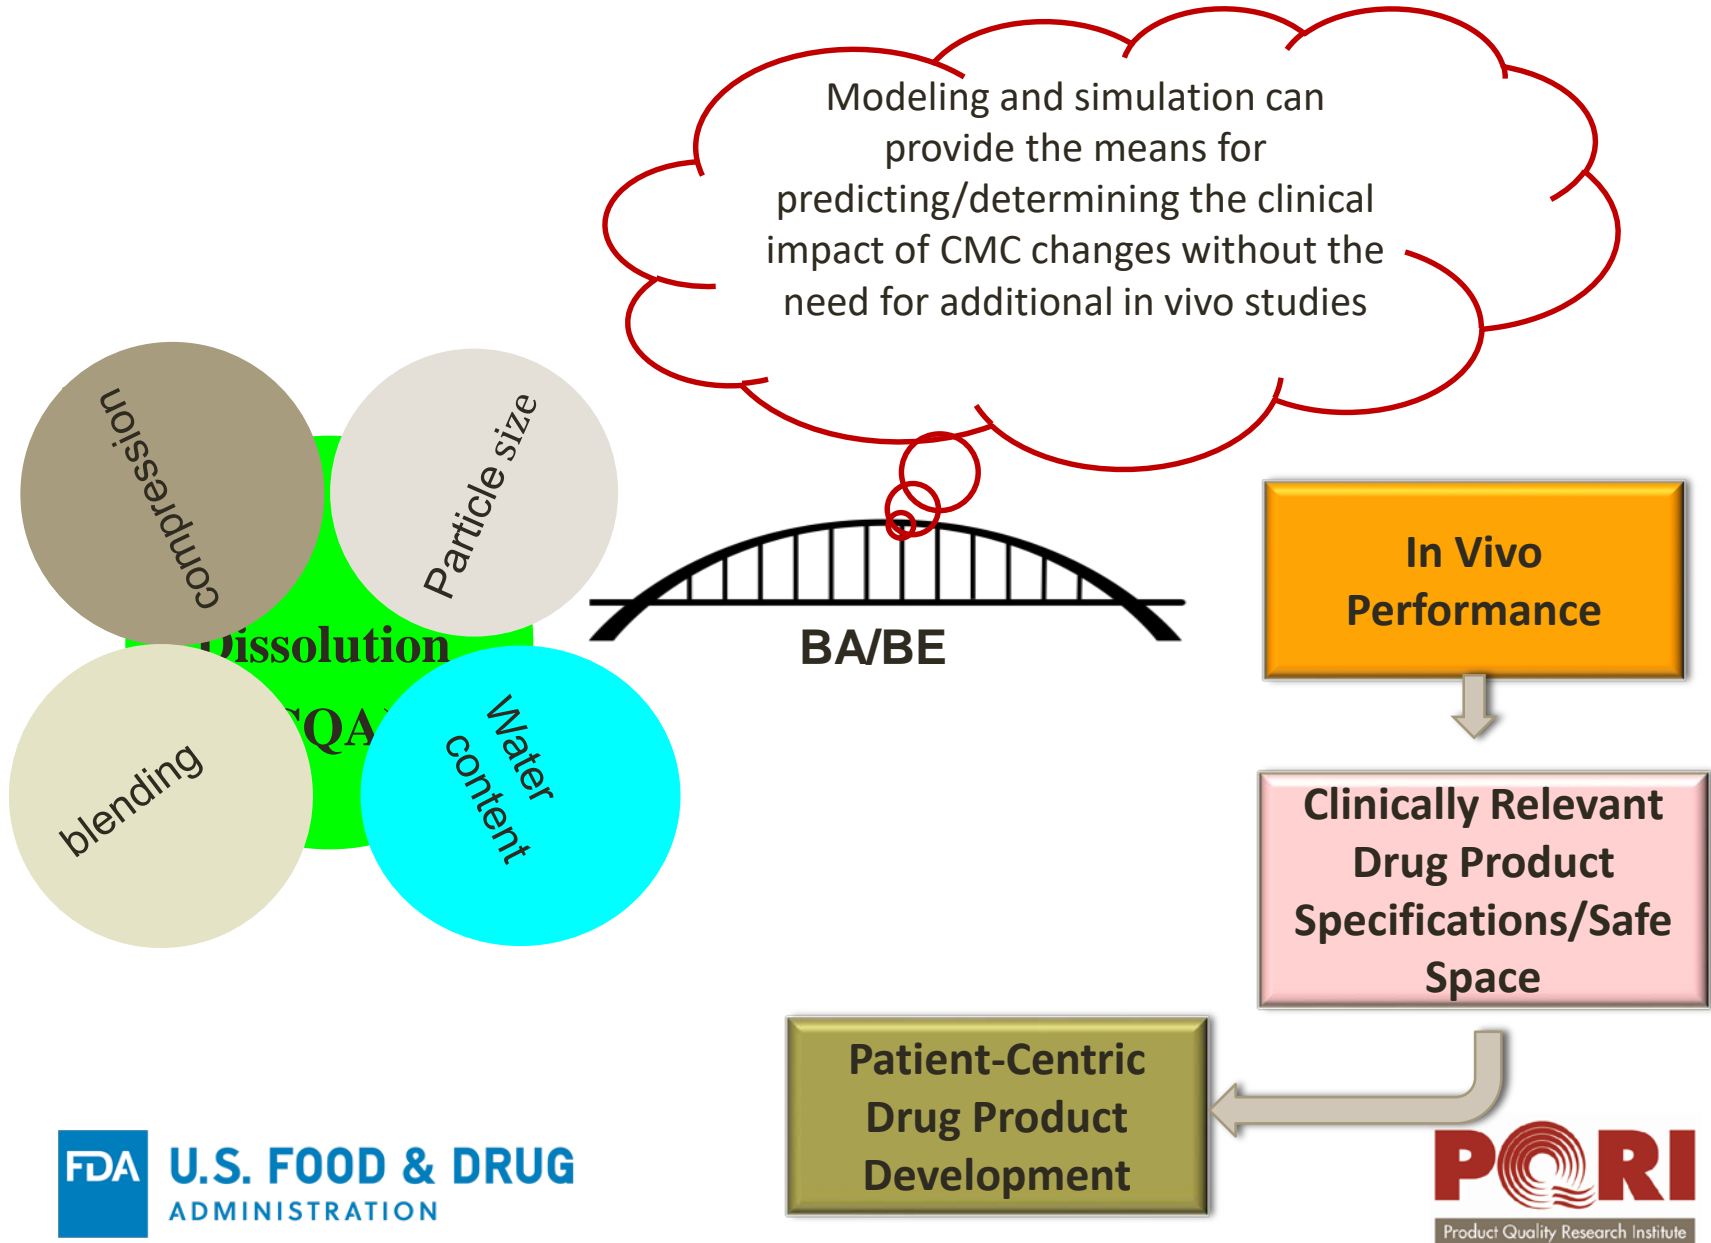 Modeling and simulation can
provide the means for
predicting/determining the clinical
impact of CMC changes without the
need for additional in vivo studies
compression
Particle size
Dissolution
blending
Water
content
BA/BE
In Vivo
Performance
Clinically Relevant
Drug Product
Specifications/Safe
Space
Patient-Centric
Drug Product
Development
FDA
U.S. FOOD & DRUG
ADMINISTRATION
PQRI
Product Quality Research Institute